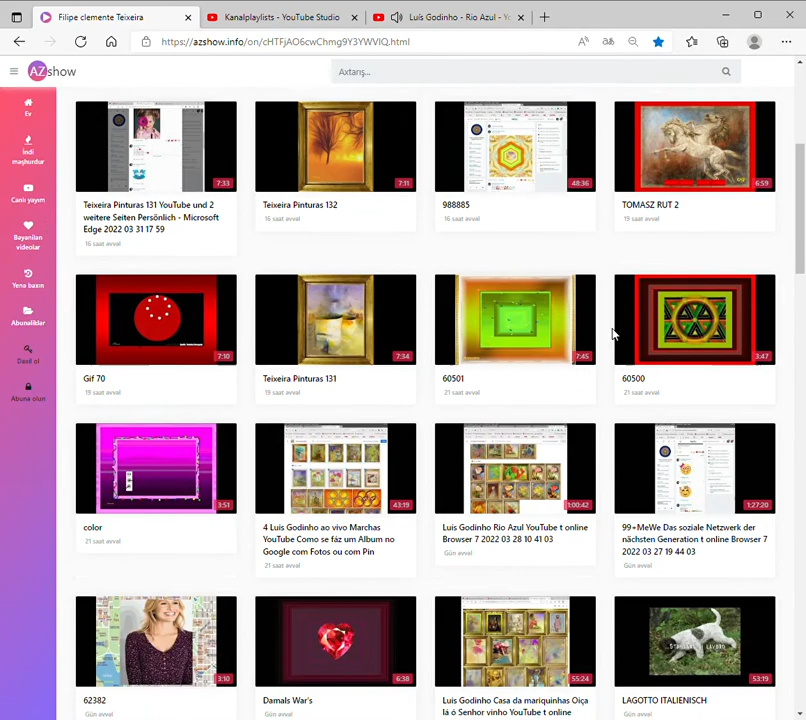 Filipe clemente Teixeira
Kanalplaylists - YouTube Studio
Luís Godinho - Rio Azul - Yo
https://azshow.info/on/cHTFjAO6cwChmg9Y3YWVIQ.html
AZshow
Axtarış...
Ev
İndi
məşhurdur
Canlı yayım
Bəyənilən
videolar
Yenə baxın
Abunəliklər
Daxil ol
Abunə olun
7:33
7:11
48:36
6:59
Teixeira Pinturas 131 YouTube und 2
weitere Seiten Persönlich - Microsoft
Edge 2022 03 31 17 59
16 saat əvvəl
Teixeira Pinturas 132
16 saat əvvəl
988885
16 saat əvvəl
TOMASZ RUT 2
19 saat əvvəl
7:10
7:34
7:45
3:47
Gif 70
19 saat əvvəl
Teixeira Pinturas 131
19 saat əvvəl
60501
21 saat əvvəl
60500
21 saat əvvəl
3:51
43:19
1:00:42
1:27:20
color
21 saat əvvəl
4 Luis Godinho ao vivo Marchas
YouTube Como se fáz um Album no
Google com Fotos ou com Pin
21 saat əvvəl
Luis Godinho Rio Azul YouTube t online
Browser 7 2022 03 28 10 41 03
Gün əvvəl
99+MeWe Das soziale Netzwerk der
nächsten Generation t online Browser 7
2022 03 27 19 44 03
Gün əvvəl
3:10
6:38
55:24
53:19
62382
Gün əvvəl
Damals War's
Gün əvvəl
Luis Godinho Casa da mariquinhas Oiça
lá ó Senhor vinho YouTube t online
LAGOTTO ITALIENISCH
Gün əvvəl